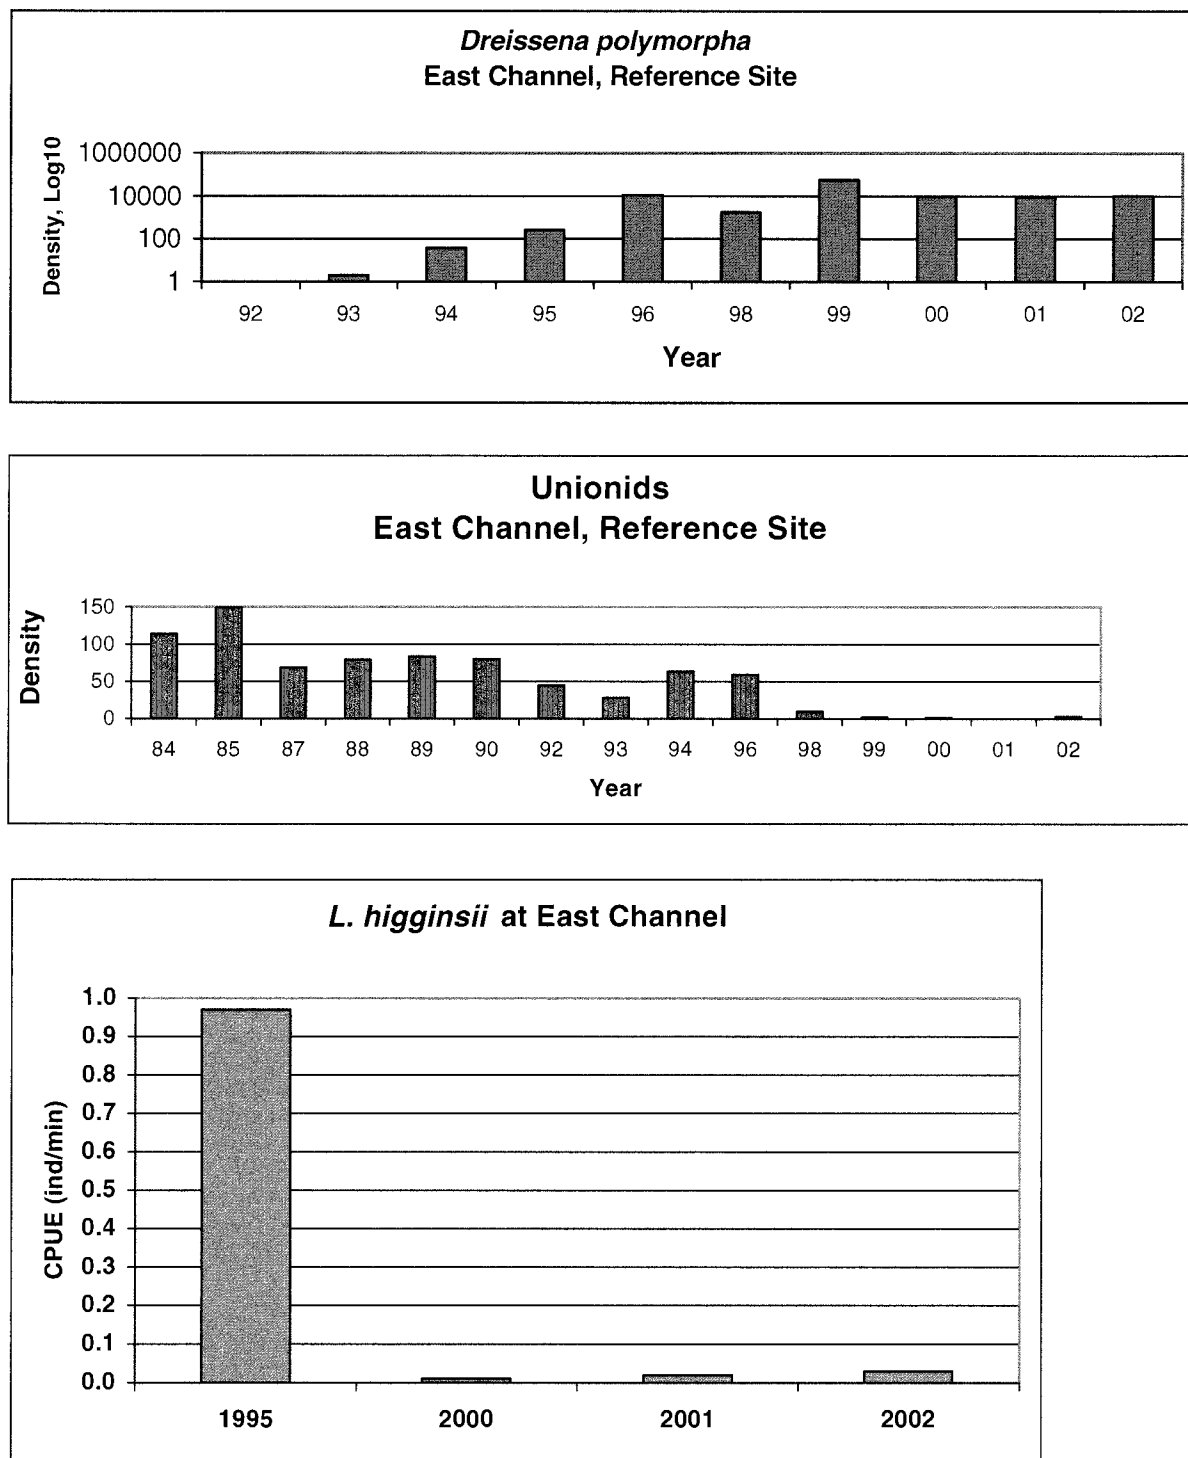 Dreissena polymorpha
East Channel, Reference Site
Density, Log10
1000000
10000
100
1
92 93 94 95 96 98 99 00 01 02
Year
Unionids
East Channel, Reference Site
Density
150
100
50
0
84 85 87 88 89 90 92 93 94 96 98 99 00 01 02
Year
L. higginsii at East Channel
CPUE (ind/min)
1.0
0.9
0.8
0.7
0.6
0.5
0.4
0.3
0.2
0.1
0.0
1995 2000 2001 2002